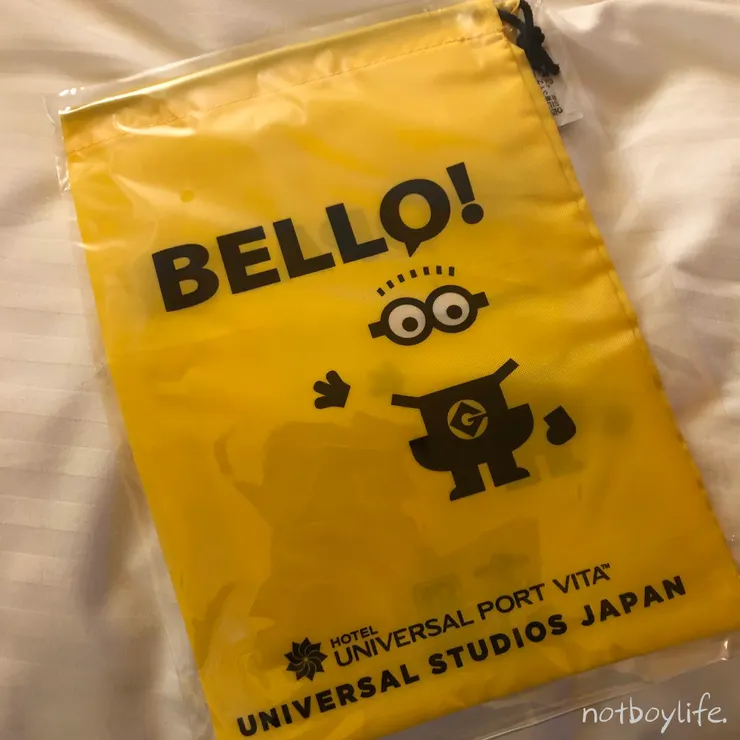 BELLO!
G
HOTEL
UNIVERSAL PORT VITA™
UNIVERSAL STUDIOS JAPAN
notboylife.